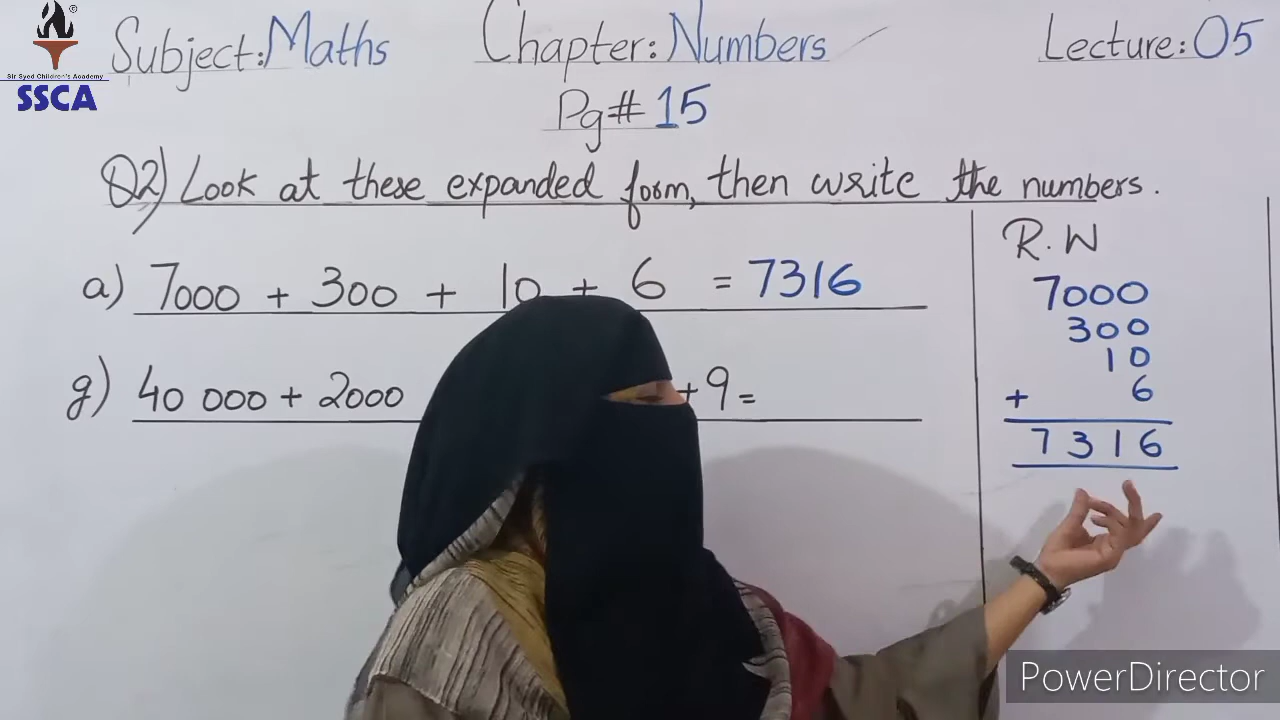 ©
Sir Syed Children's Academy
SSCA
Subject: Maths
Chapter: Numbers
Lecture: 05
Pg# 15
Q2) Look at these expanded form, then write the numbers.
a) 7000 + 300 + 10 + 6 = 7316
g) 40 000 + 2000 +9=
R.W
7000
300
10
+ 6
7316
PowerDirector